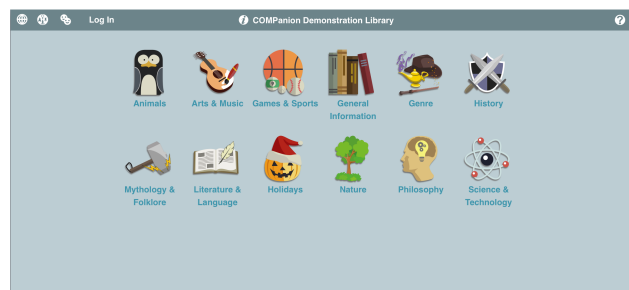 Log In
COMPanion Demonstration Library
Animals
Arts & Music
Games & Sports
General
Information
Genre
History
Mythology &
Folklore
Literature &
Language
Holidays
Nature
Philosophy
Science &
Technology